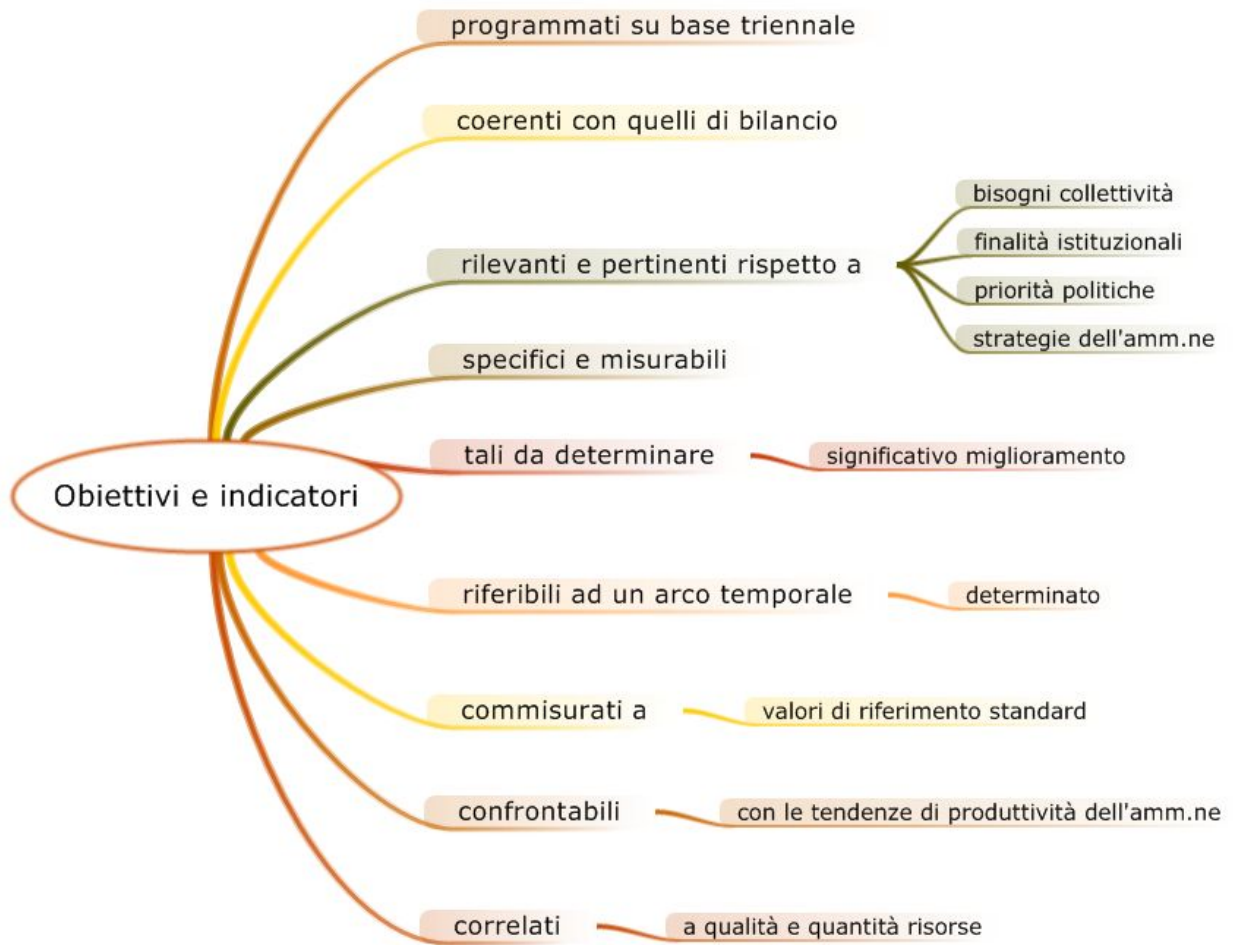 programmati su base triennale
coerenti con quelli di bilancio
rilevanti e pertinenti rispetto a
bisogni collettività
finalità istituzionali
priorità politiche
strategie dell'amm.ne
specifici e misurabili
tali da determinare
significativo miglioramento
Obiettivi e indicatori
riferibili ad un arco temporale
determinato
commisurati a
valori di riferimento standard
confrontabili
con le tendenze di produttività dell'amm.ne
correlati
a qualità e quantità risorse